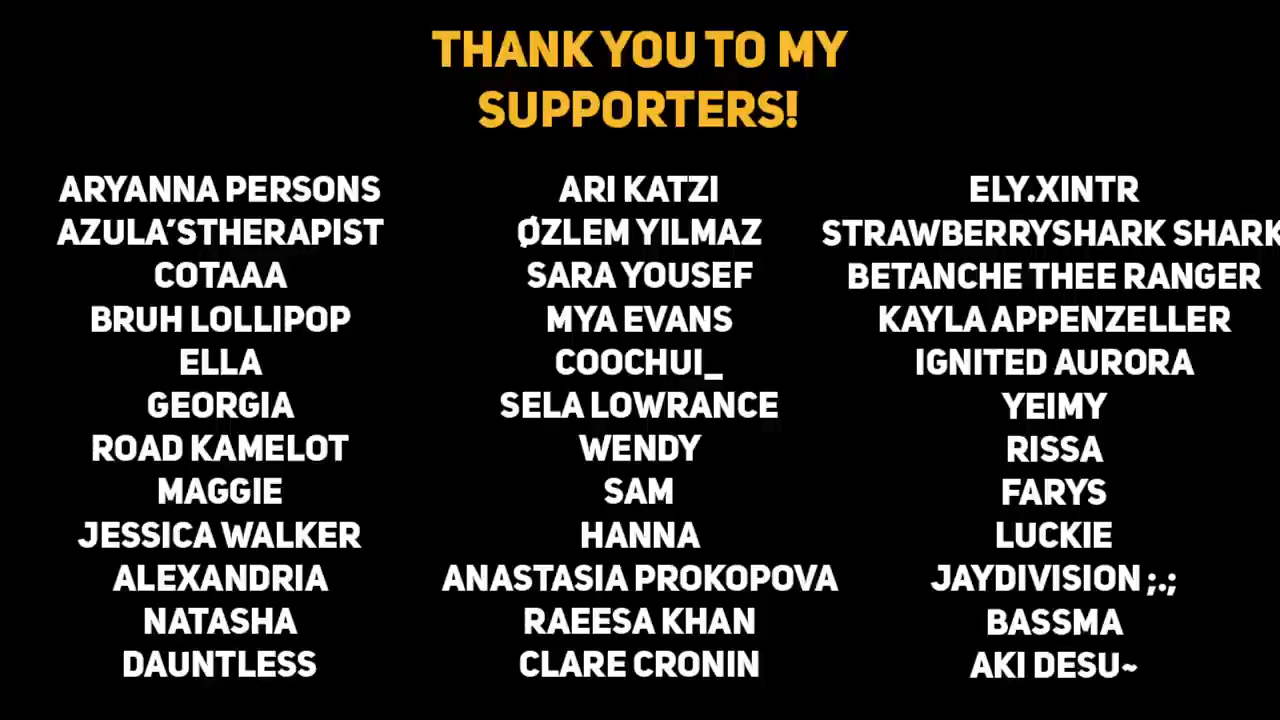 THANK YOU TO MY
SUPPORTERS!
ARYANNA PERSONS
AZULA'STHERAPIST
COTAAA
BRUH LOLLIPOP
ELLA
GEORGIA
ROAD KAMELOT
MAGGIE
JESSICA WALKER
ALEXANDRIA
NATASHA
DAUNTLESS
ARI KATZI
ØZLEM YILMAZ
SARA YOUSEF
MYA EVANS
COOCHUI_
SELA LOWRANCE
WENDY
SAM
HANNA
ANASTASIA PROKOPOVA
RAEESA KHAN
CLARE CRONIN
ELY.XINTR
STRAWBERRYSHARK SHARK
BETANCHE THEE RANGER
KAYLA APPENZELLER
IGNITED AURORA
YEIMY
RISSA
FARYS
LUCKIE
JAYDIVISION ;.;
BASSMA
AKI DESU~